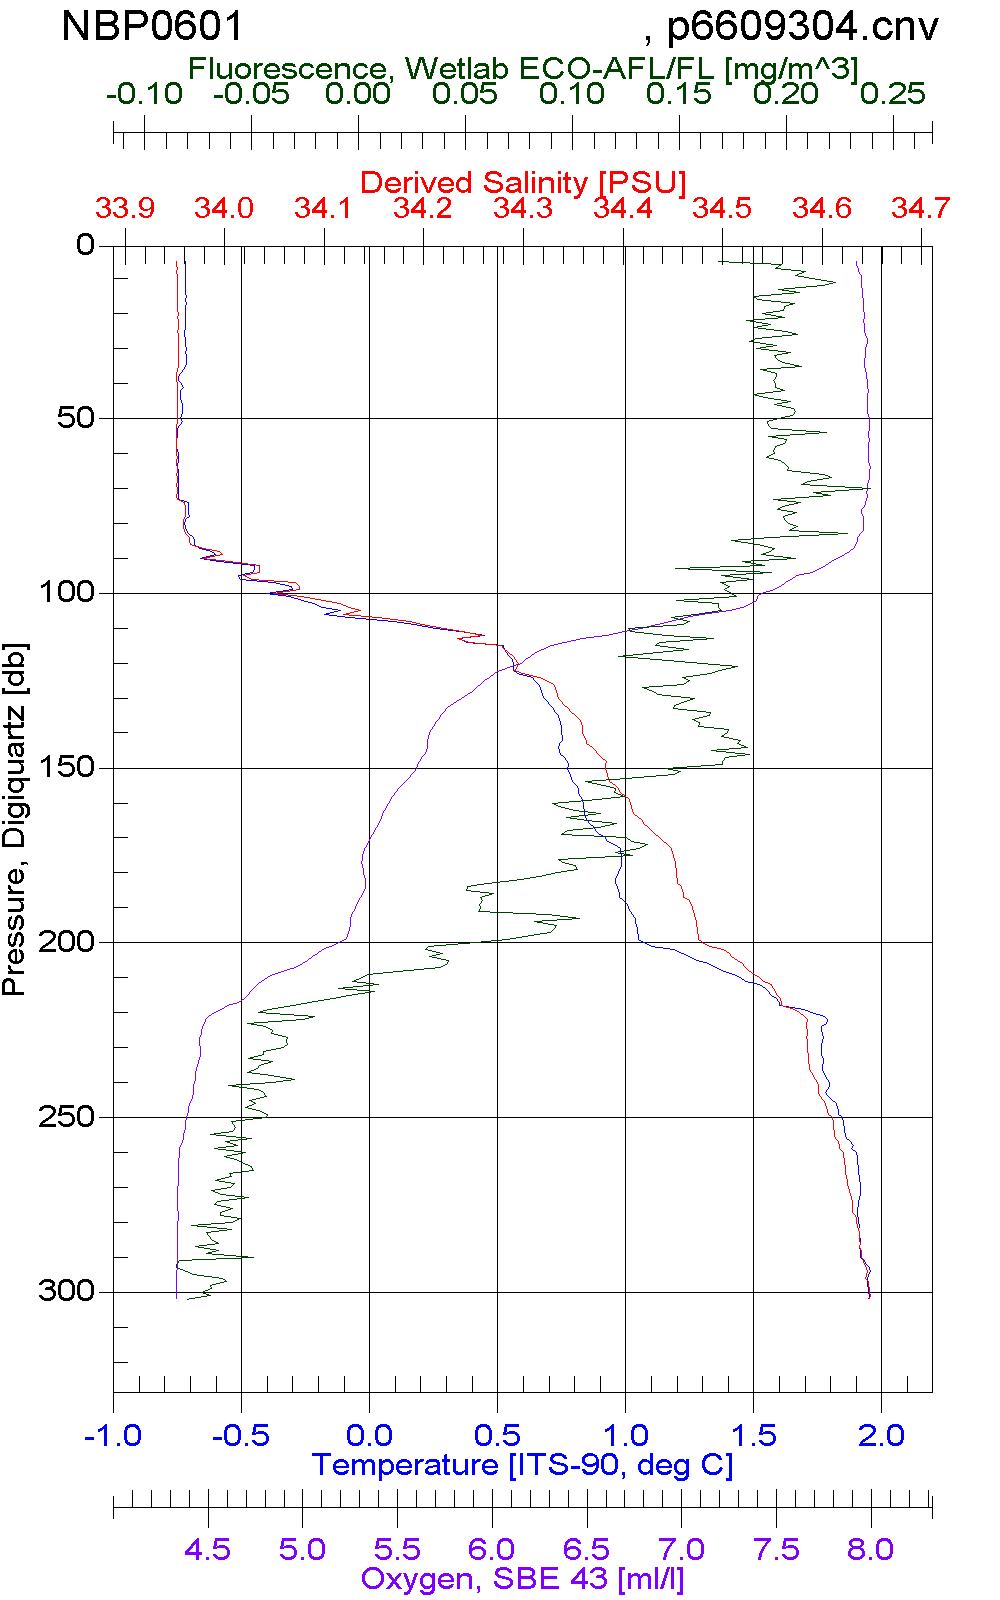 NBP0601 , p6609304.cnv
Fluorescence, Wetlab ECO-AFL/FL [mg/m^3]
-0.10 -0.05 0.00 0.05 0.10 0.15 0.20 0.25
Derived Salinity [PSU]
33.9 34.0 34.1 34.2 34.3 34.4 34.5 34.6 34.7
Pressure, Digiquartz [db]
0
50
100
150
200
250
300
-1.0 -0.5 0.0 0.5 1.0 1.5 2.0
Temperature [ITS-90, deg C]
4.5 5.0 5.5 6.0 6.5 7.0 7.5 8.0
Oxygen, SBE 43 [ml/l]